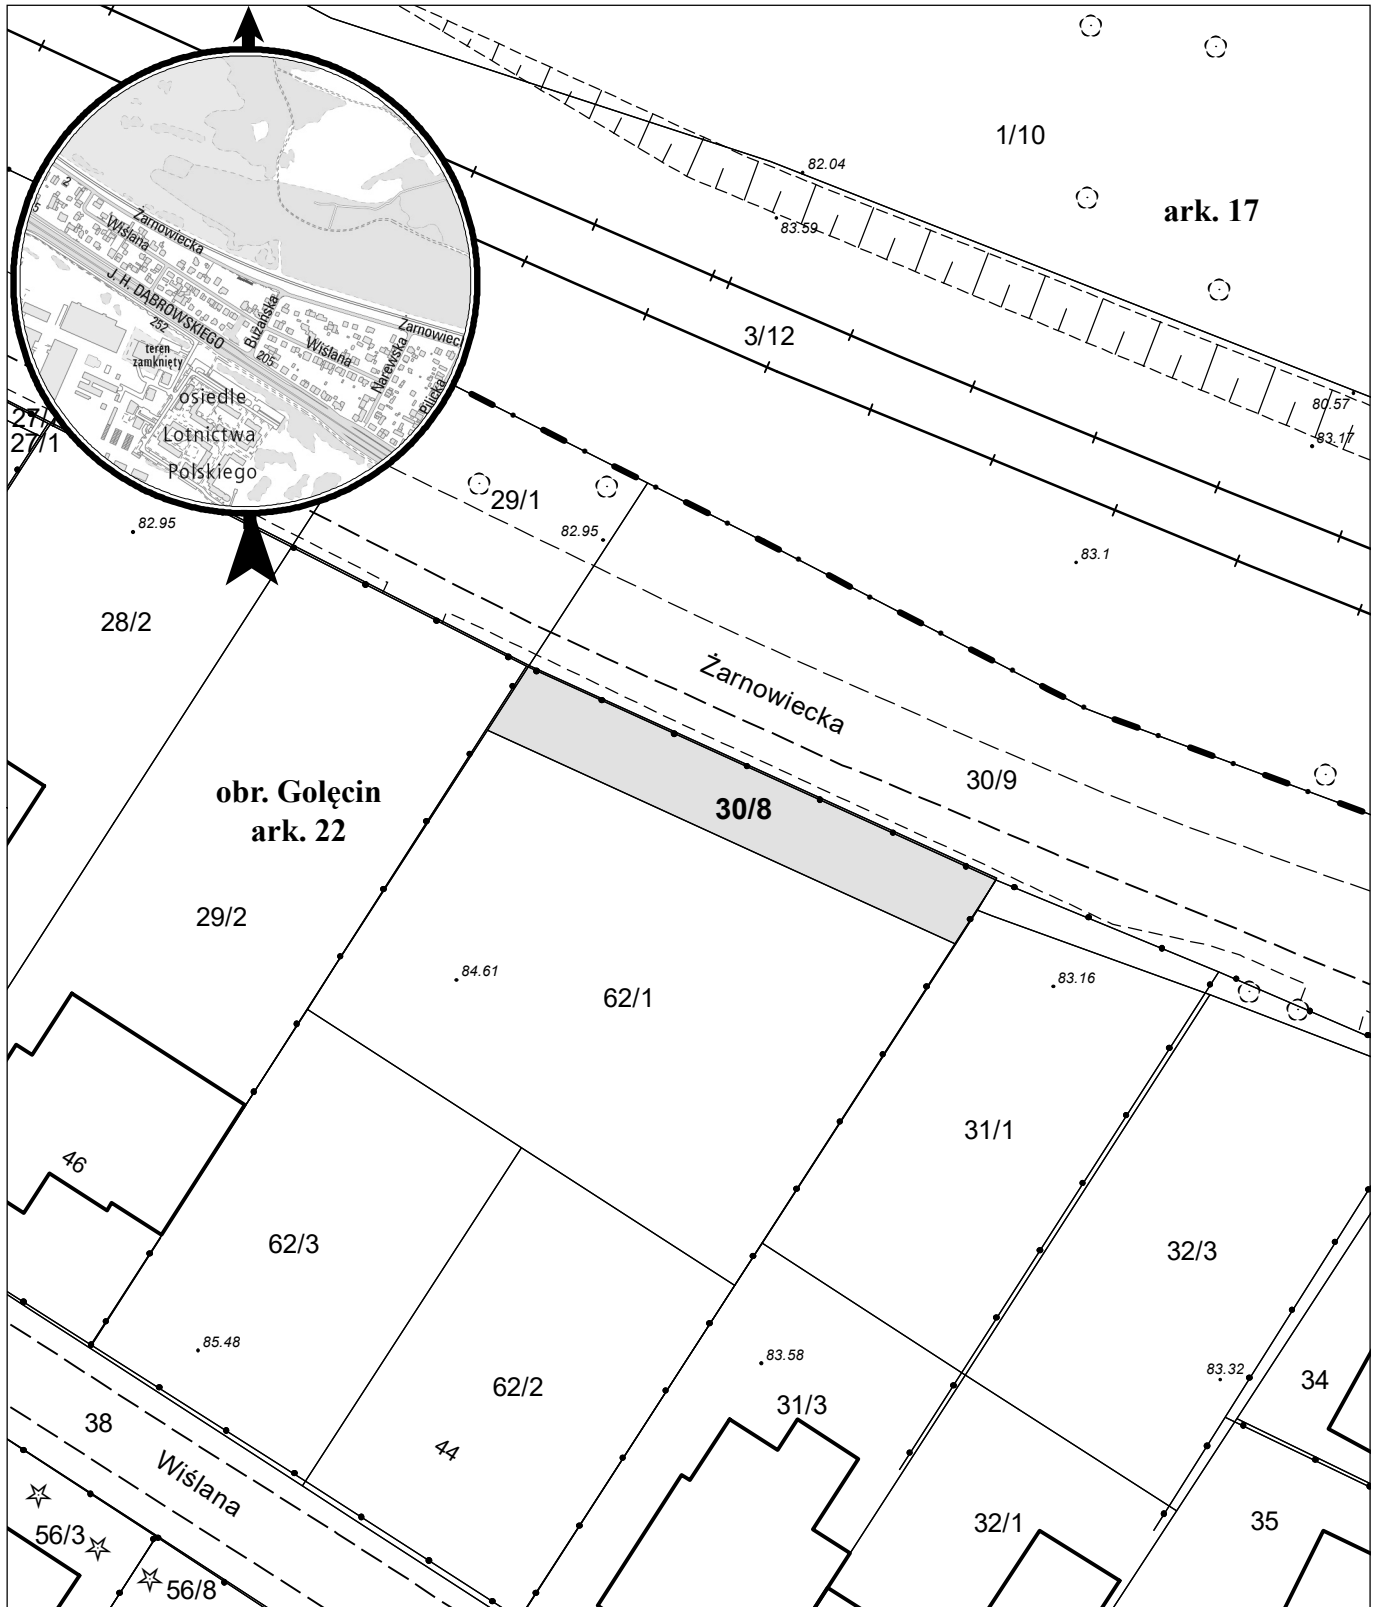 1/10
82.04
ark. 17
83.59
Żarnowiecka
Wiślana
2
5
J. H. DĄBROWSKIEGO
Bużańska
252
205
Wiślana
Żarnowiec
Narewska
Pilicka
teren
zamknięty
osiedle
Lotnictwa
Polskiego
3/12
80.57
83.17
27/1
29/1
82.95
82.95
83.1
28/2
Żarnowiecka
30/9
obr. Golęcin
ark. 22
30/8
29/2
84.61
62/1
83.16
31/1
46
62/3
32/3
85.48
83.58
83.32
34
62/2
31/3
38
44
Wiślana
56/3
32/1
35
56/8